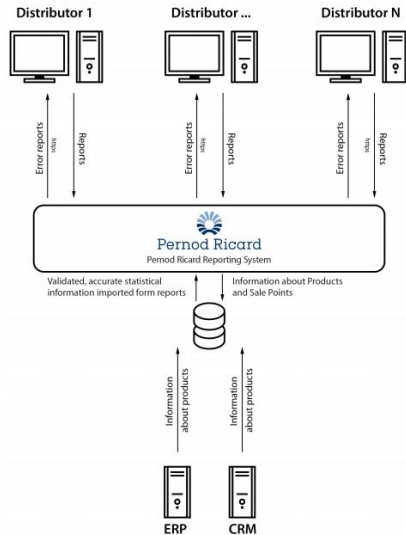 Distributor 1
Distributor ...
Distributor N
Error reports
https
Reports
Error reports
https
Reports
Error reports
https
Reports
Pernod Ricard
Pernod Ricard Reporting System
Validated, accurate statistical
information imported form reports
Information about Products
and Sale Points
Information
about products
Information
about products
ERP
CRM